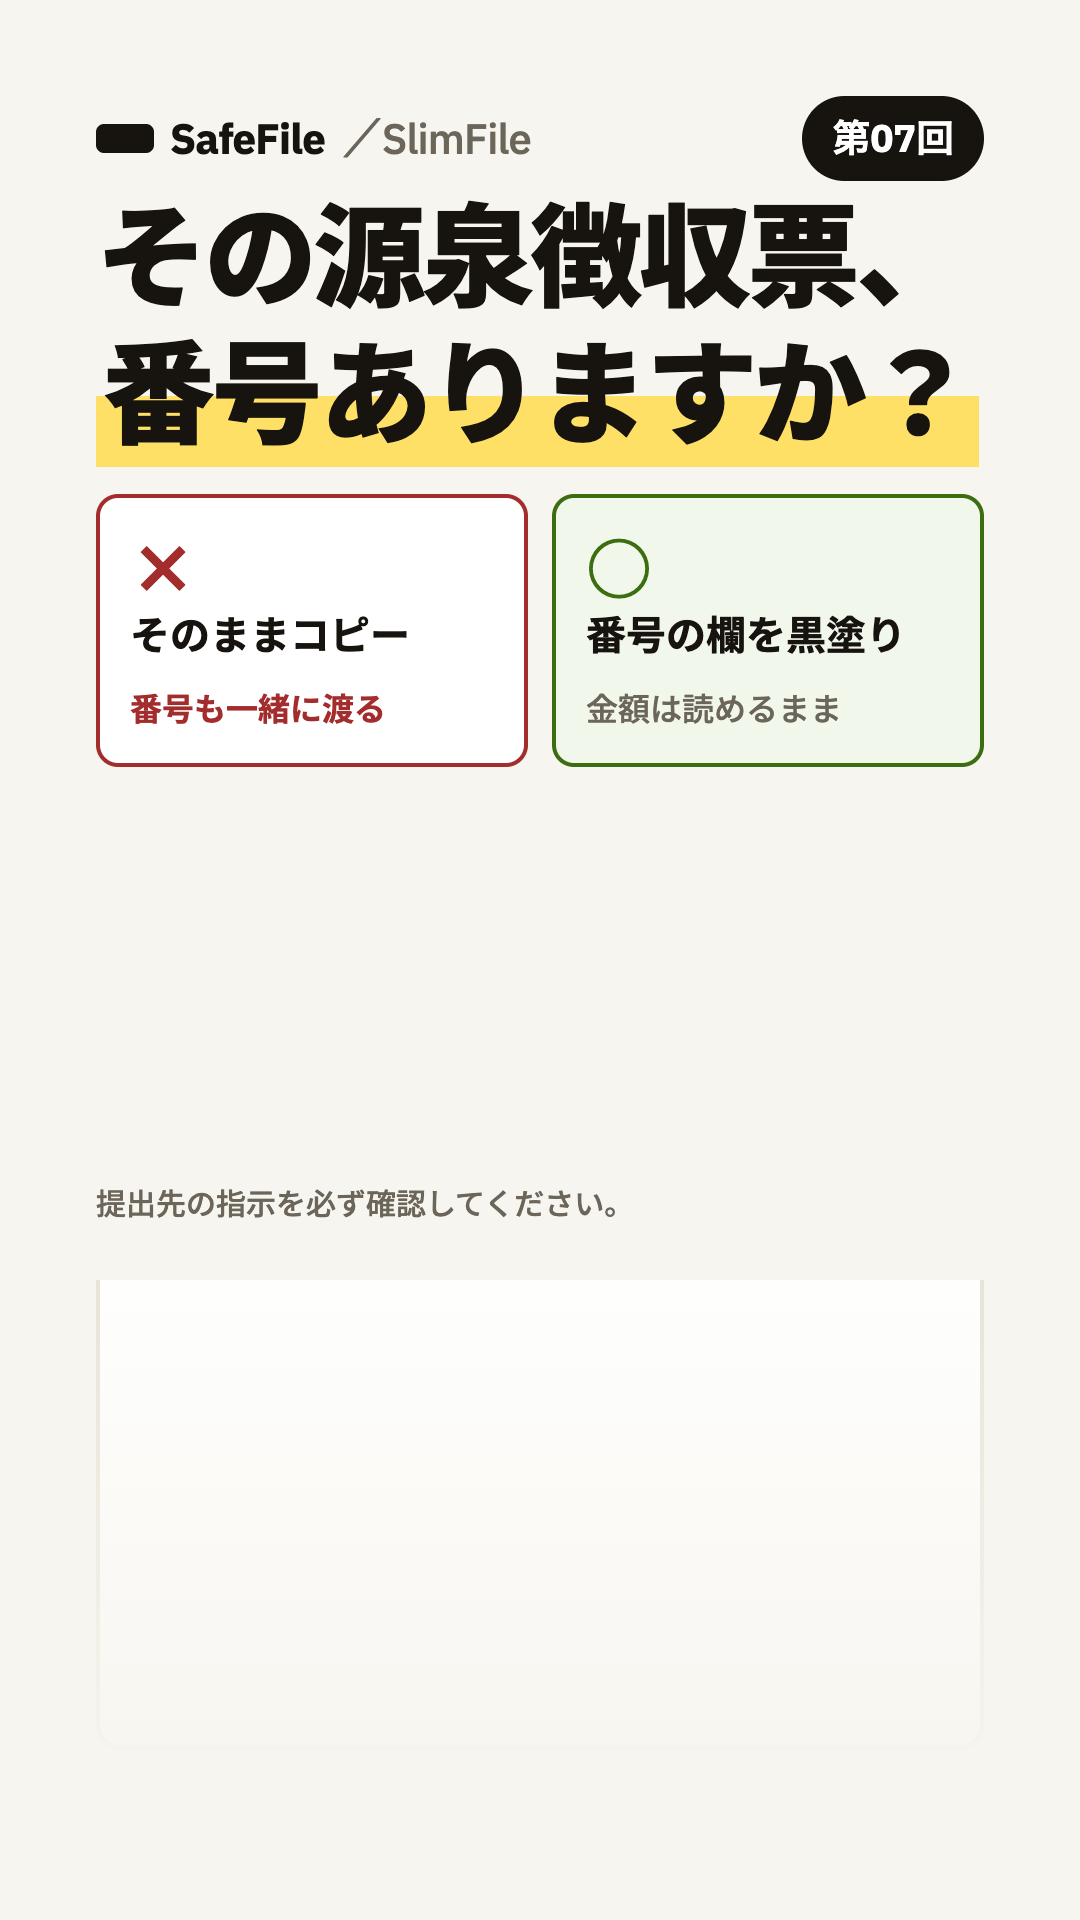 SafeFile ／SlimFile
第07回
その源泉徴収票、
番号ありますか？
×
○
そのままコピー
番号の欄を黒塗り
番号も一緒に渡る
金額は読めるまま
提出先の指示を必ず確認してください。